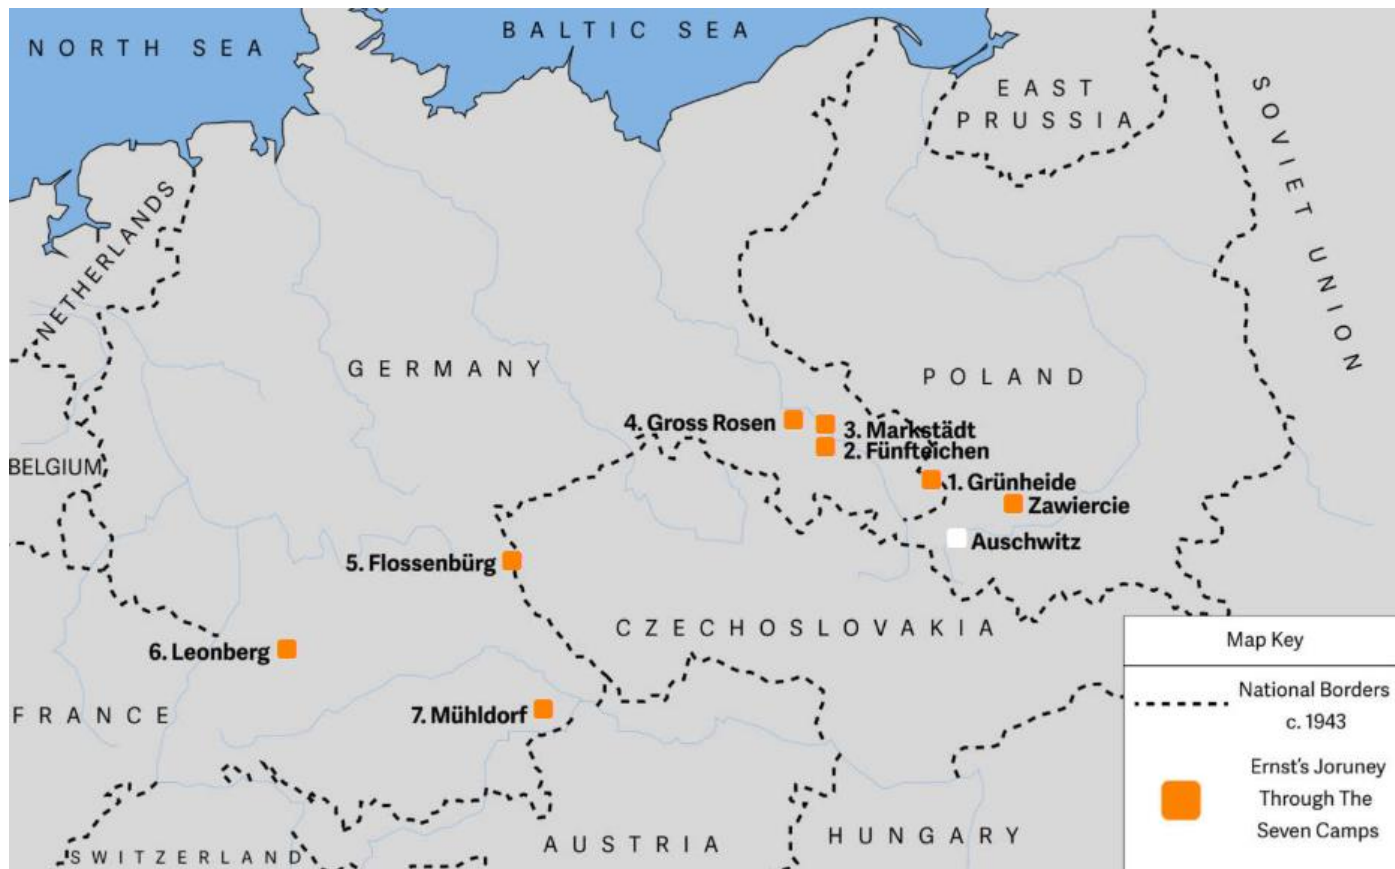 NORTH SEA
BALTIC SEA
EAST
PRUSSIA
SOVIET UNION
NETHERLANDS
GERMANY
POLAND
4. Gross Rosen
3. Markstädt
2. Fünfteichen
BELGIUM
1. Grünheide
Zawiercie
Auschwitz
5. Flossenbürg
CZECHOSLOVAKIA
6. Leonberg
FRANCE
7. Mühldorf
SWITZERLAND
AUSTRIA
HUNGARY
Map Key
National Borders
c. 1943
Ernst's Joruney
Through The
Seven Camps